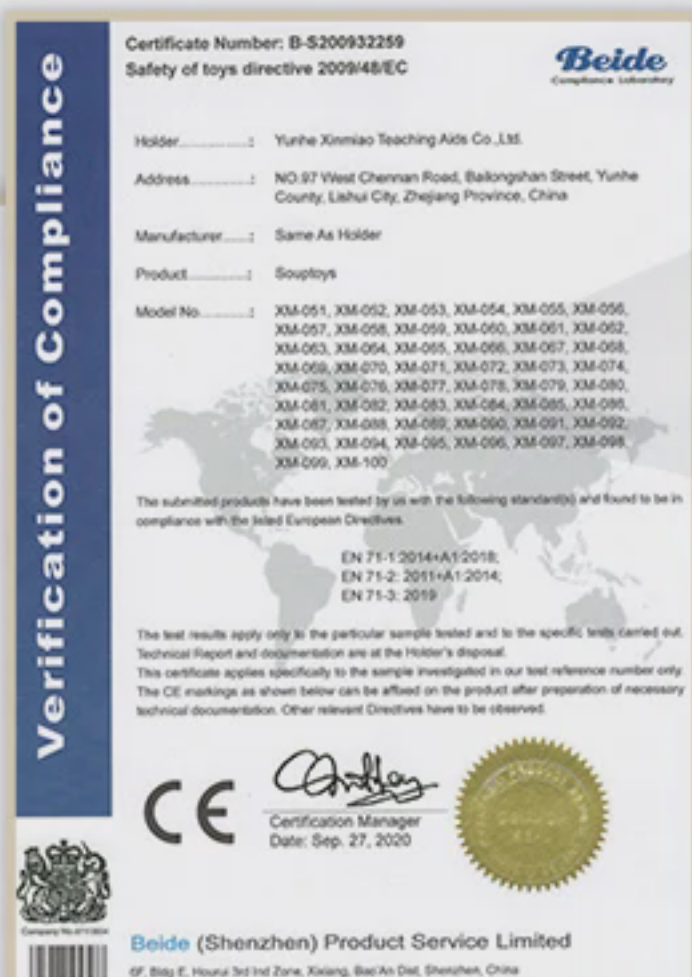 Verification of Compliance
Certificate Number: B-S200932259
Safety of toys directive 2009/48/EC
Beide
Compliance Laboratory
Holder............: Yunhe Xinmiao Teaching Aids Co.,Ltd.
Address............: NO.97 West Chennan Road, Bailongshan Street, Yunhe
County, Lishui City, Zhejiang Province, China
Manufacturer......: Same As Holder
Product............: Souptoys
Model No............: XM-051, XM-052, XM-053, XM-054, XM-055, XM-056,
XM-057, XM-058, XM-059, XM-060, XM-061, XM-062,
XM-063, XM-064, XM-065, XM-066, XM-067, XM-068,
XM-069, XM-070, XM-071, XM-072, XM-073, XM-074,
XM-075, XM-076, XM-077, XM-078, XM-079, XM-080,
XM-081, XM-082, XM-083, XM-084, XM-085, XM-086,
XM-087, XM-088, XM-089, XM-090, XM-091, XM-092,
XM-093, XM-094, XM-095, XM-096, XM-097, XM-098,
XM-099, XM-100
The submitted products have been tested by us with the following standard(s) and found to be in
compliance with the listed European Directives.
EN 71-1:2014+A1:2018;
EN 71-2: 2011+A1:2014;
EN 71-3: 2019
The test results apply only to the particular sample tested and to the specific tests carried out.
Technical Report and documentation are at the Holder's disposal.
This certificate applies specifically to the sample investigated in our test reference number only.
The CE markings as shown below can be affixed on the product after preparation of necessary
technical documentation. Other relevant Directives have to be observed.
CE
Certification Manager
Date: Sep. 27, 2020
Beide (Shenzhen) Product Service Limited
6F, Bldg E, Hourui 3rd Ind Zone, Xixiang, Bao'An Dist, Shenzhen, China